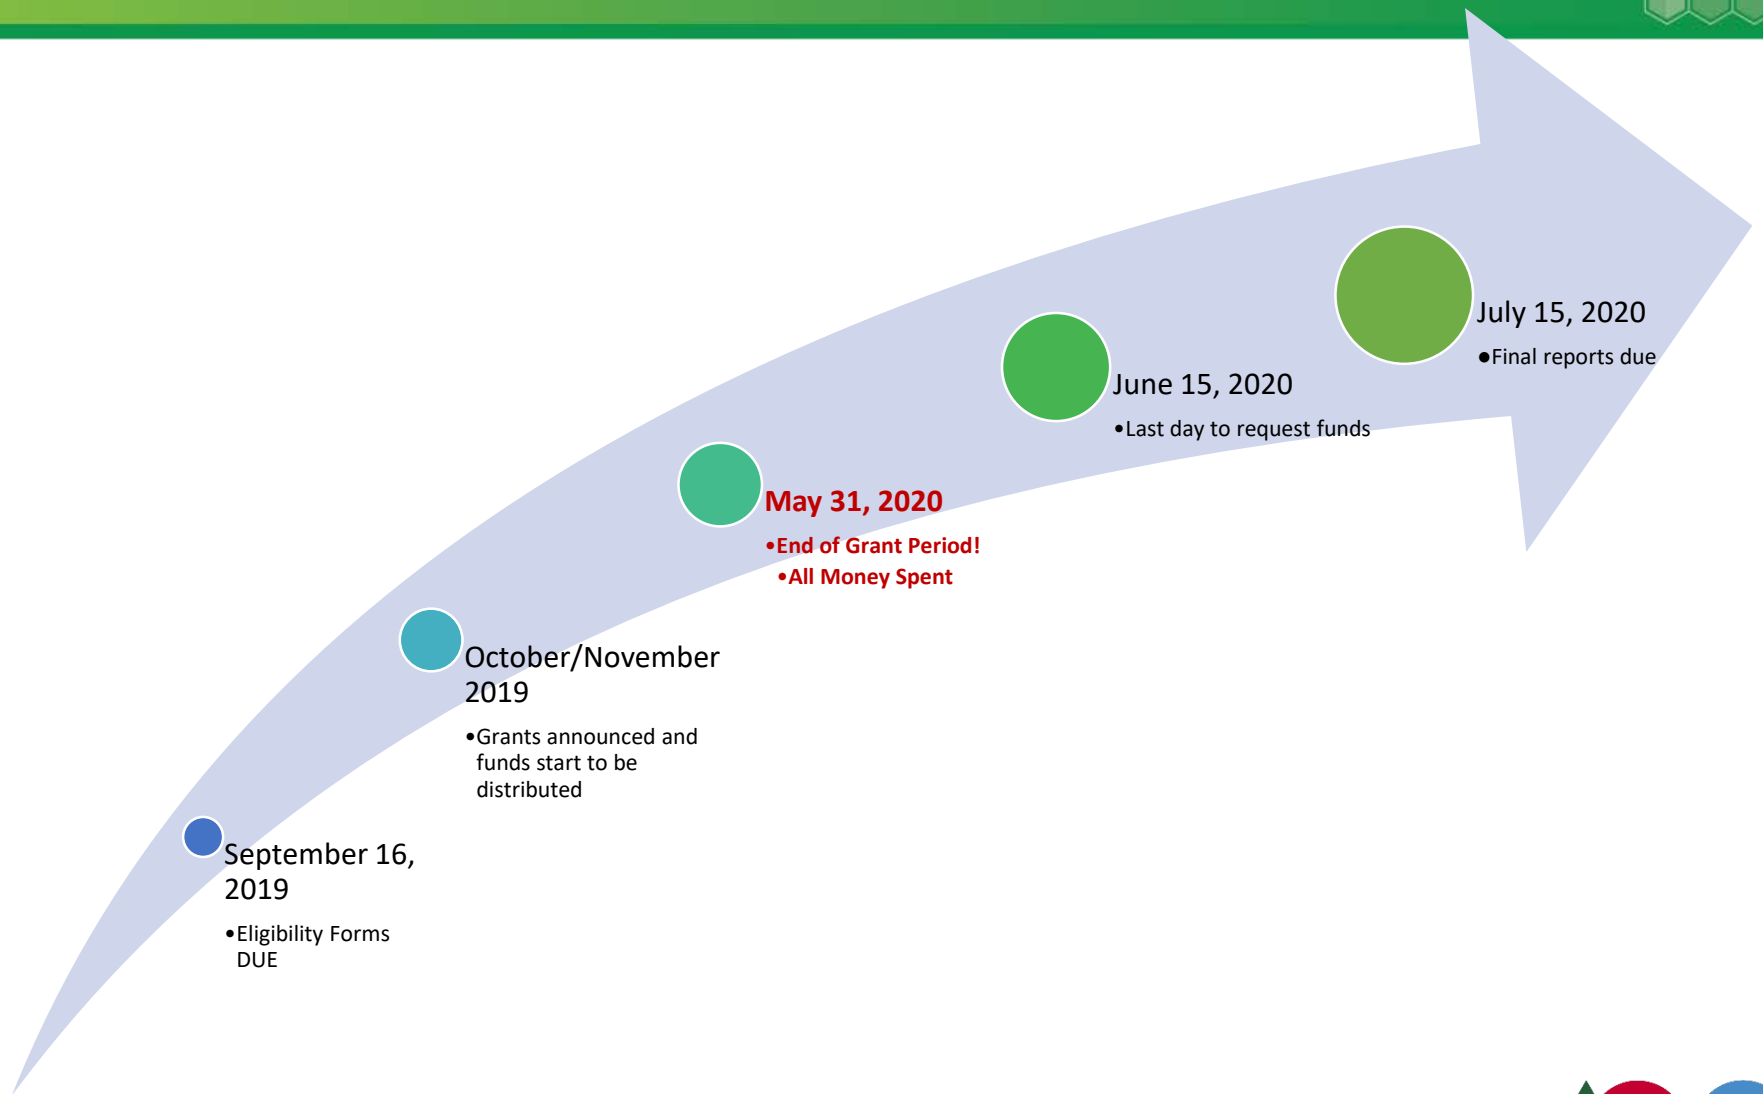 September 16,
2019
•Eligibility Forms
DUE
October/November
2019
•Grants announced and
funds start to be
distributed
May 31, 2020
•End of Grant Period!
•All Money Spent
June 15, 2020
•Last day to request funds
July 15, 2020
•Final reports due